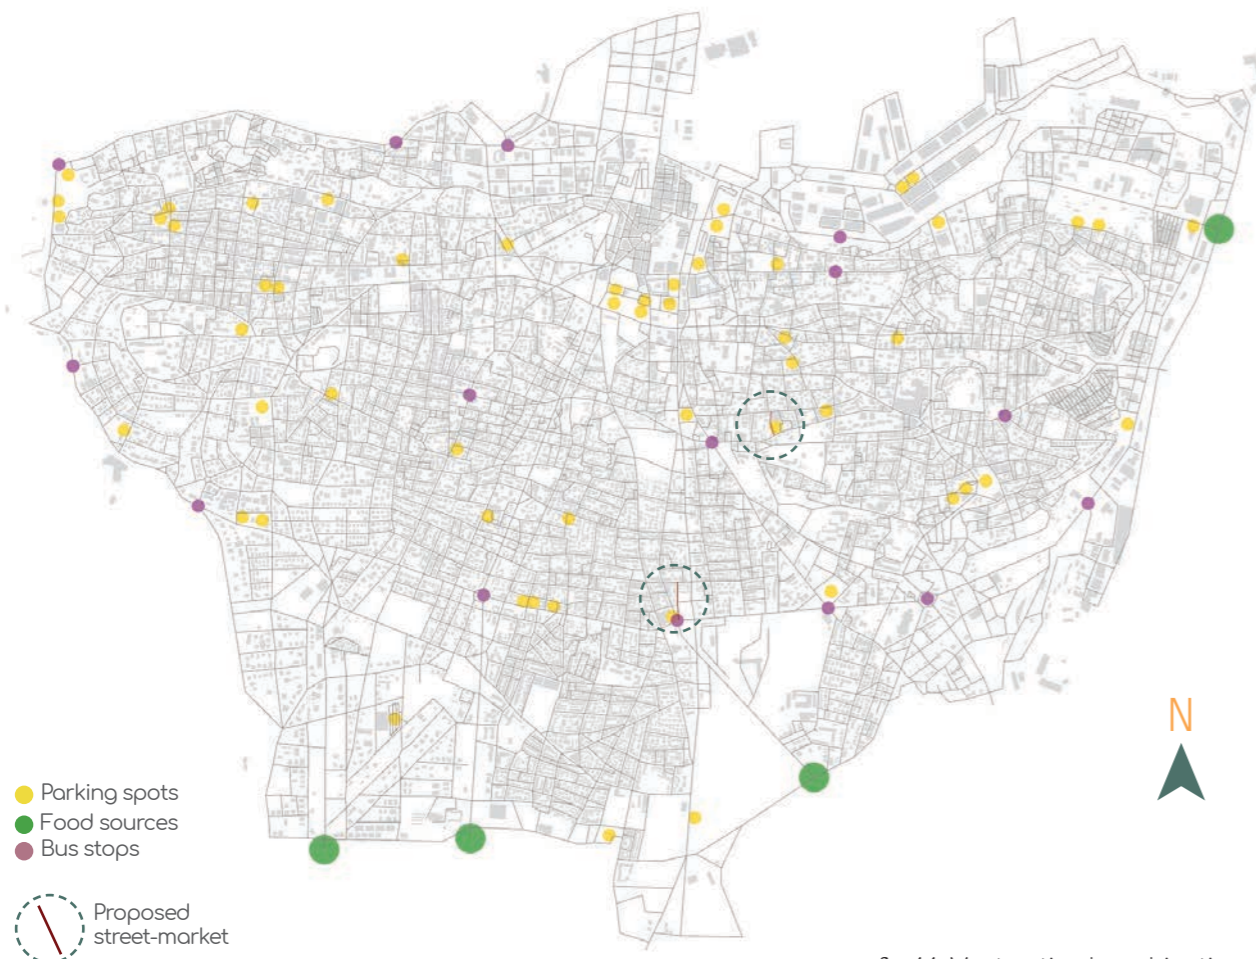 N
Parking spots
Food sources
Bus stops
Proposed
street-market